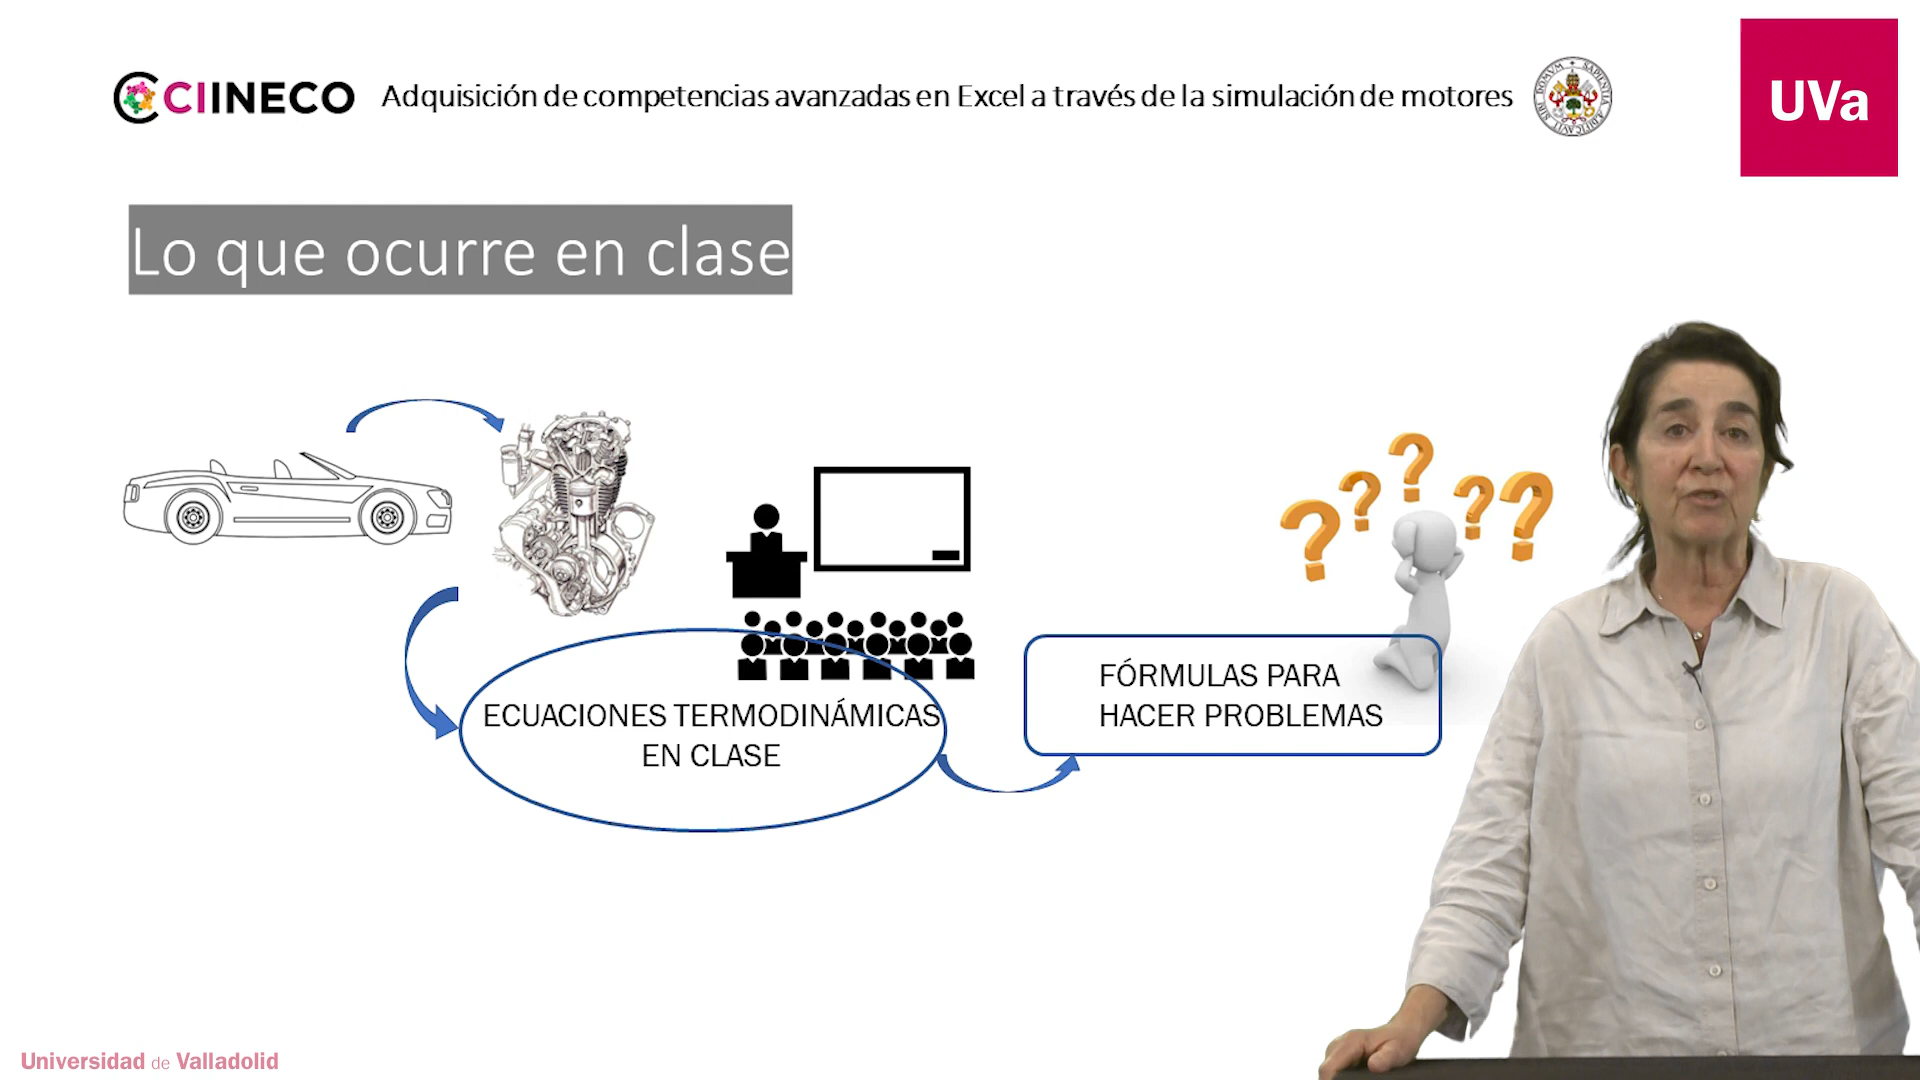 CIINECO
Adquisición de competencias avanzadas en Excel a través de la simulación de motores
UVa
Lo que ocurre en clase
? ? ? ? ?
ECUACIONES TERMODINÁMICAS
EN CLASE
FÓRMULAS PARA
HACER PROBLEMAS
Universidad de Valladolid